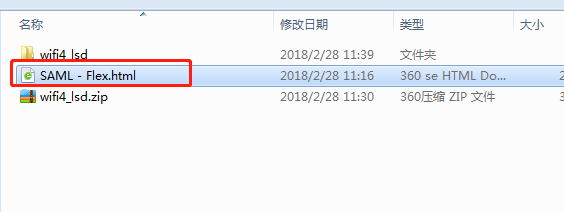 名称 修改日期 类型 大小
wifi4_lsd 2018/2/28 11:39 文件夹
SAML - Flex.html 2018/2/28 11:16 360 se HTML Do...
wifi4_lsd.zip 2018/2/28 11:30 360压缩 ZIP 文件